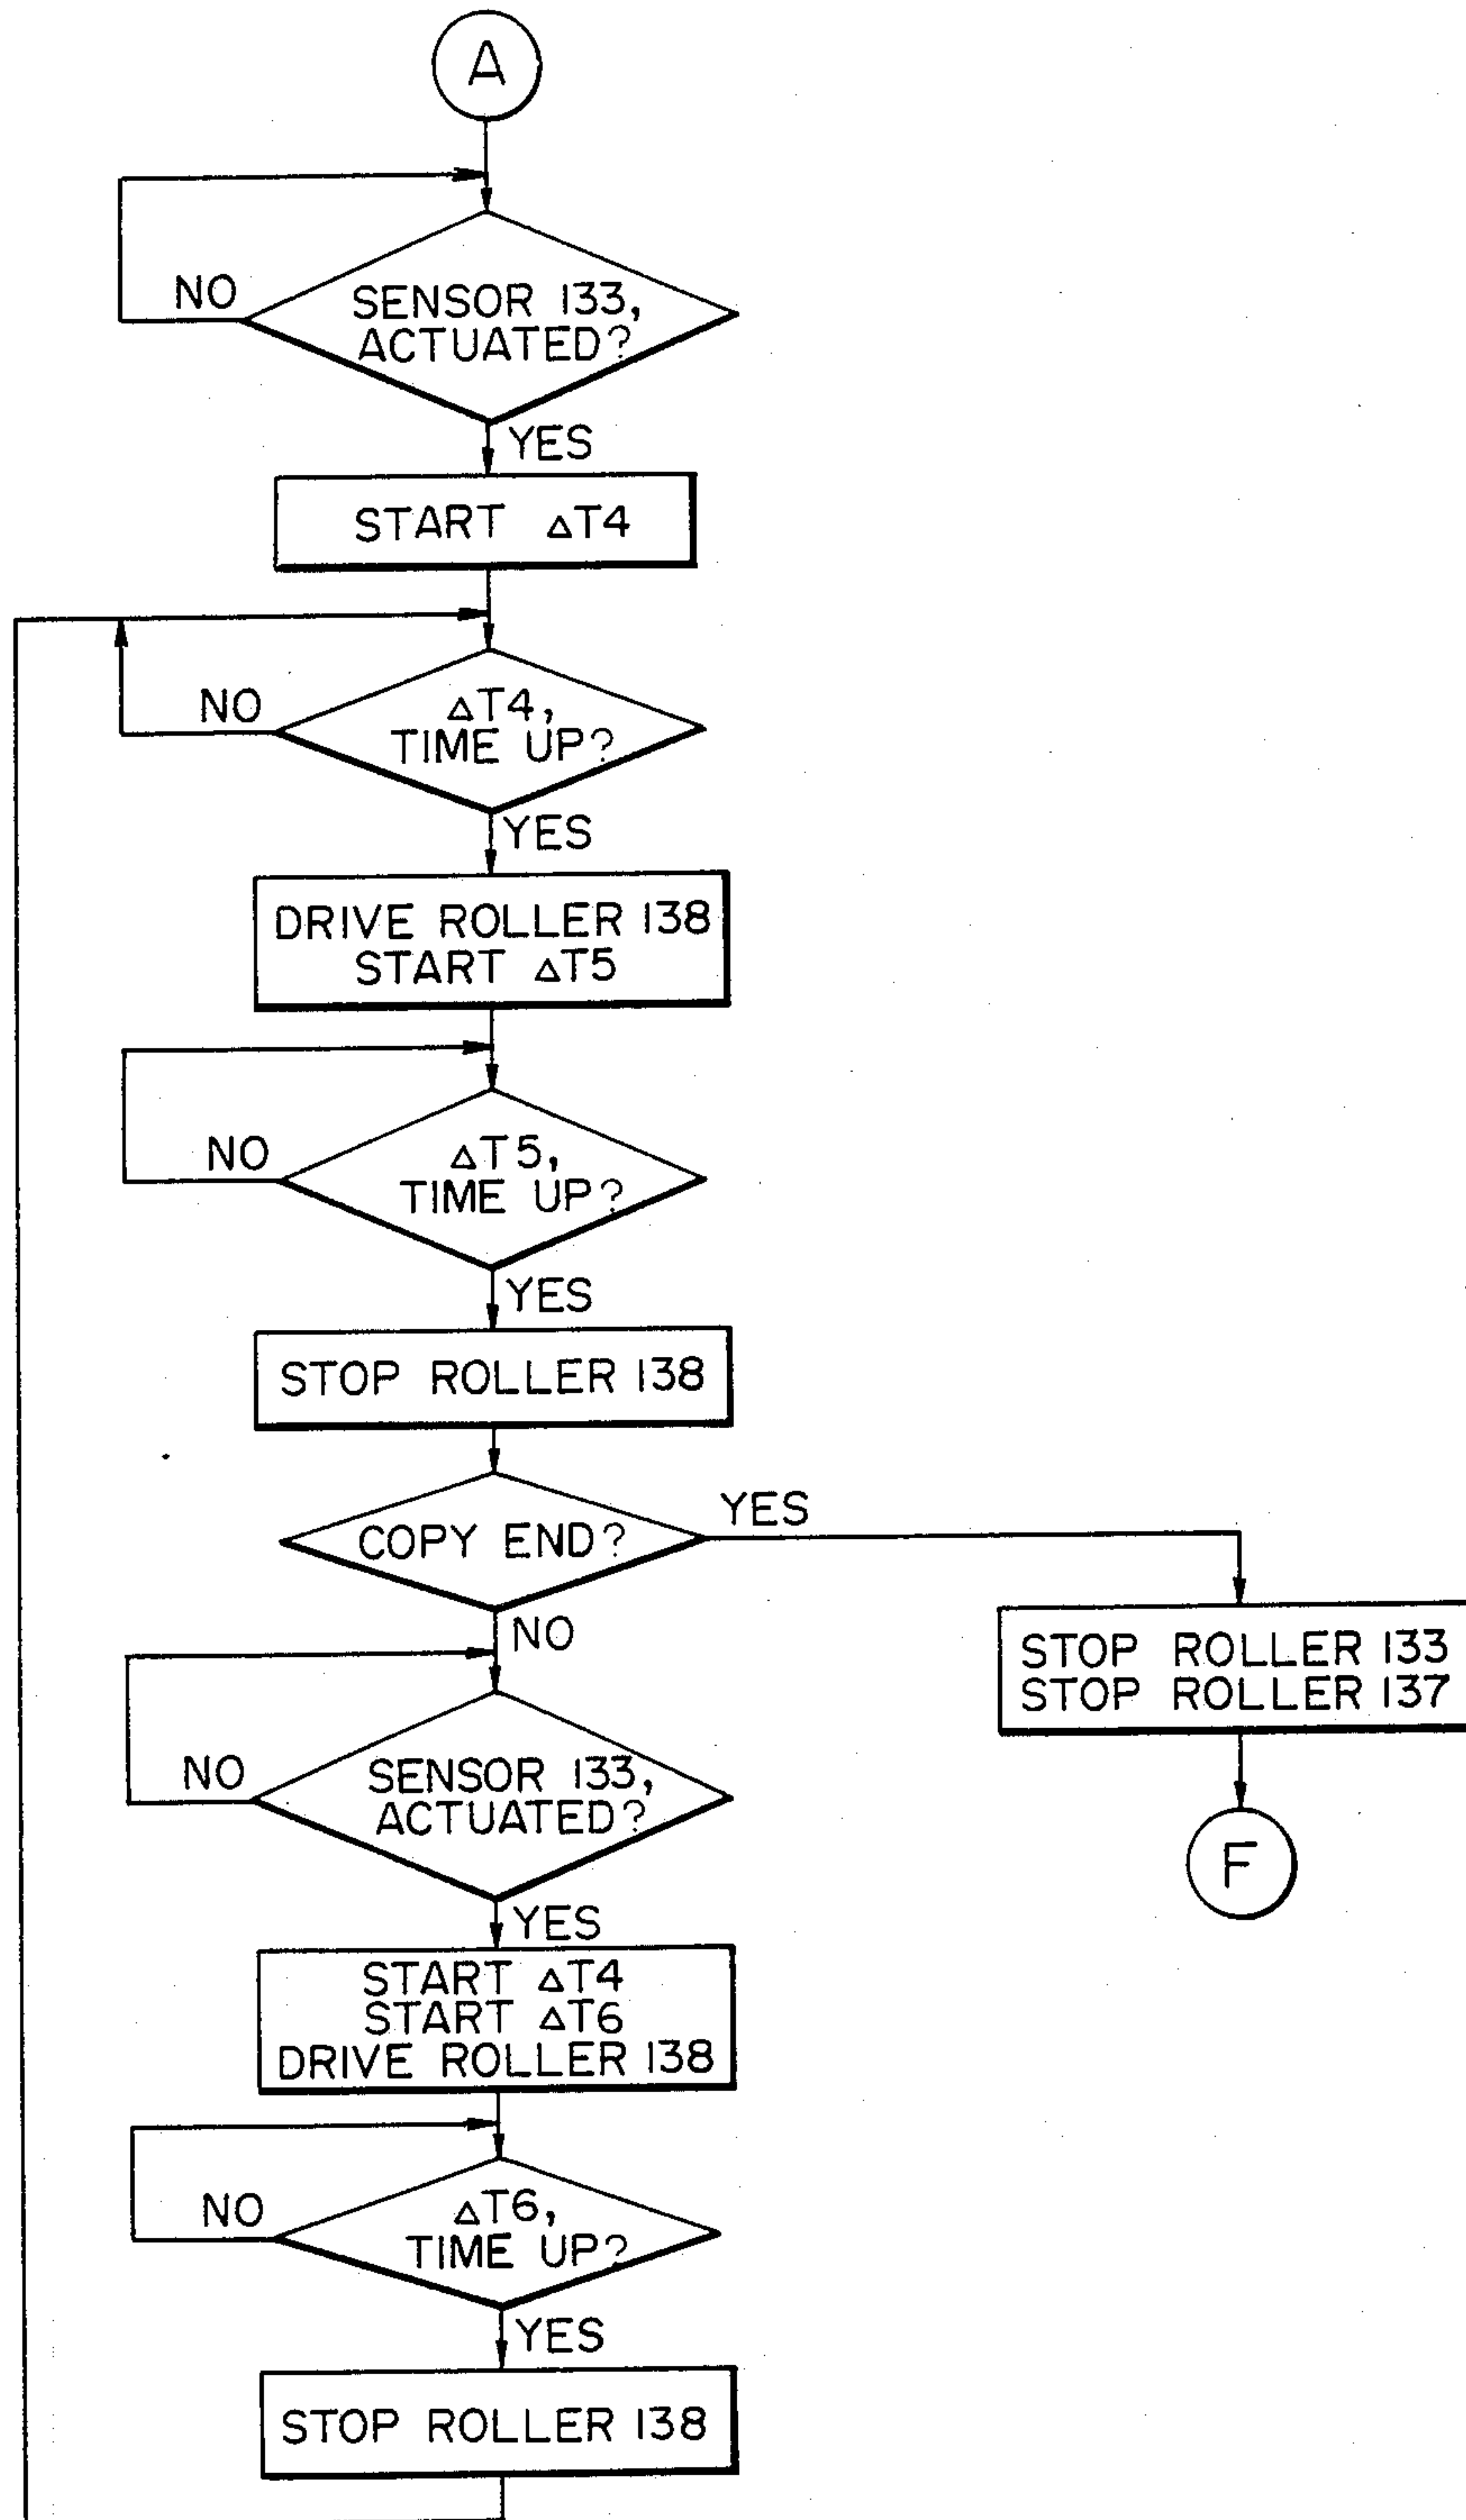 A
NO
SENSOR 133,
ACTUATED?
YES
START ΔT4
NO
ΔT4,
TIME UP?
YES
DRIVE ROLLER 138
START ΔT5
NO
ΔT5,
TIME UP?
YES
STOP ROLLER 138
COPY END?
YES
NO
STOP ROLLER 133
STOP ROLLER 137
NO
SENSOR 133,
ACTUATED?
F
YES
START ΔT4
START ΔT6
DRIVE ROLLER 138
NO
ΔT6,
TIME UP?
YES
STOP ROLLER 138